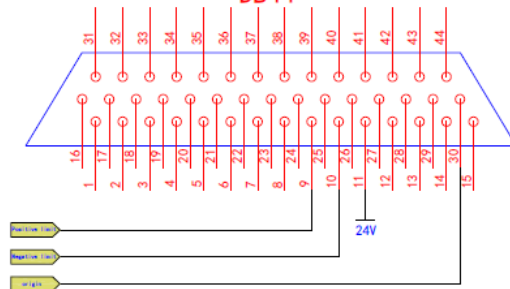 DB44
31 32 33 34 35 36 37 38 39 40 41 42 43 44
16 17 18 19 20 21 22 23 24 25 26 27 28 29 30
1 2 3 4 5 6 7 8 9 10 11 12 13 14 15
24V
Positive limit
Negative limit
origin